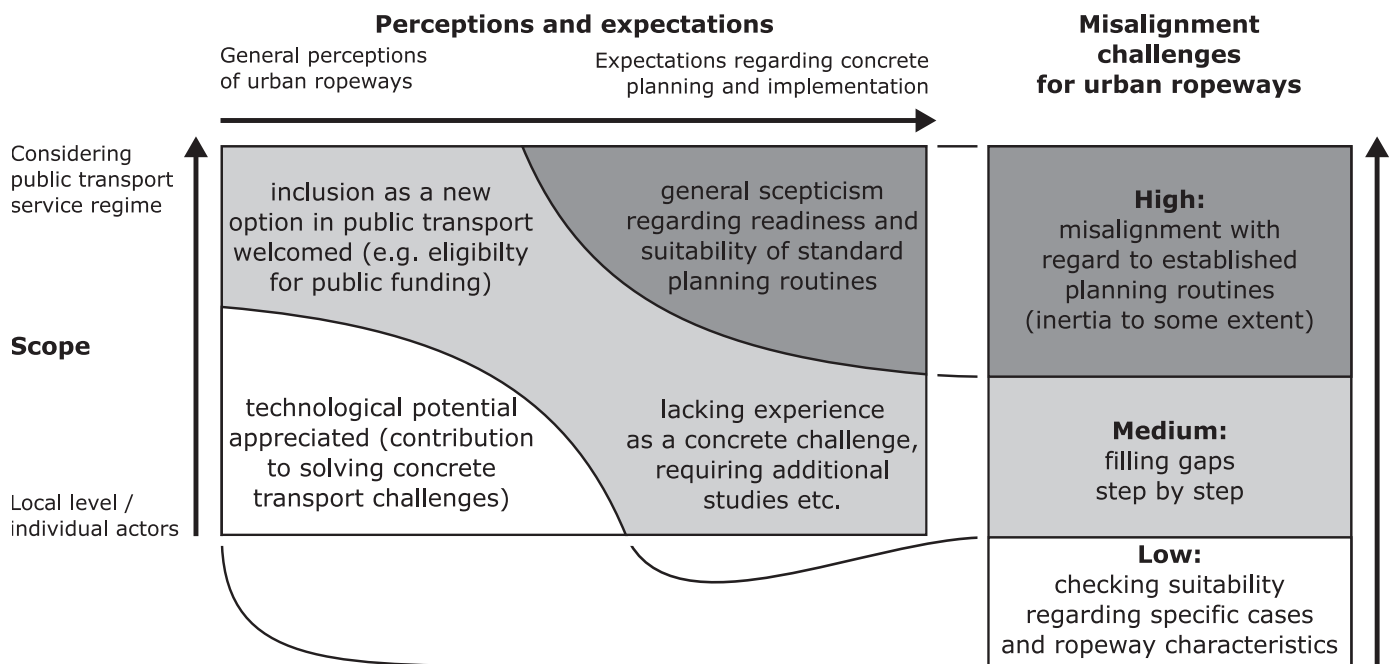 Perceptions and expectations
General perceptions
of urban ropeways
Expectations regarding concrete
planning and implementation
Misalignment
challenges
for urban ropeways
Considering
public transport
service regime
Scope
Local level /
individual actors
inclusion as a new
option in public transport
welcomed (e.g. eligibilty
for public funding)
general scepticism
regarding readiness and
suitability of standard
planning routines
technological potential
appreciated (contribution
to solving concrete
transport challenges)
lacking experience
as a concrete challenge,
requiring additional
studies etc.
High:
misalignment with
regard to established
planning routines
(inertia to some extent)
Medium:
filling gaps
step by step
Low:
checking suitability
regarding specific cases
and ropeway characteristics